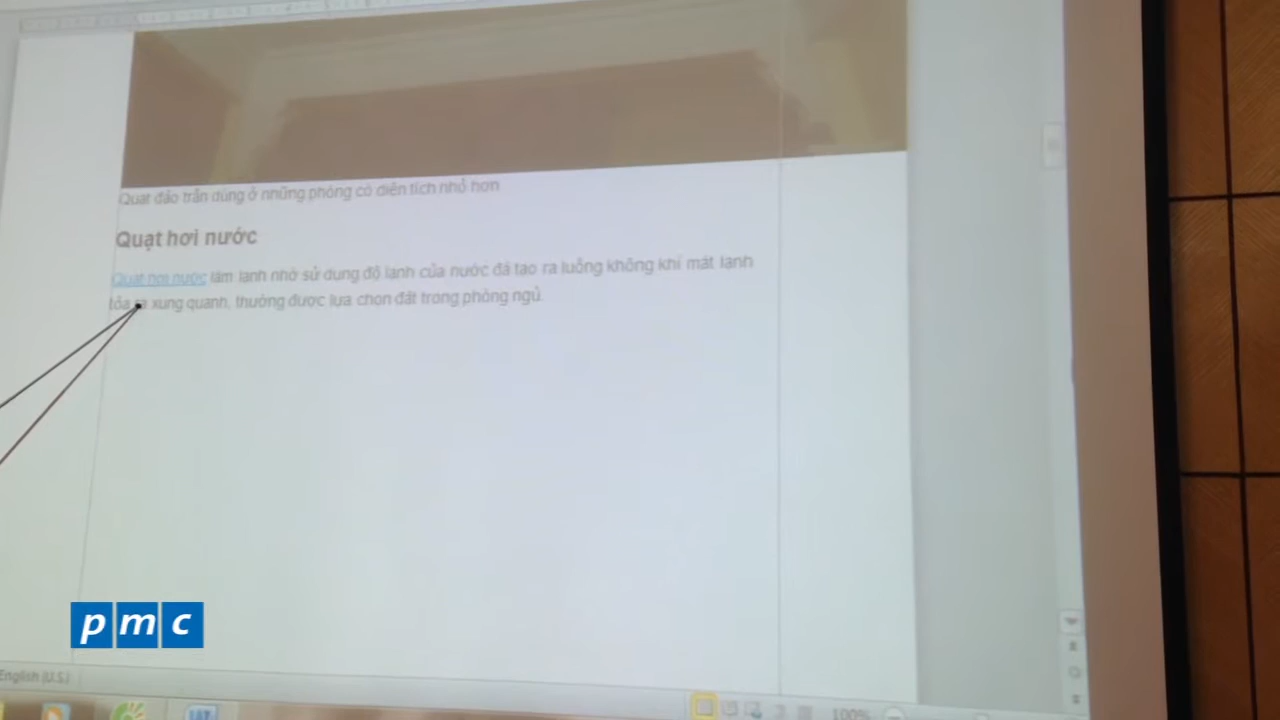 Quạt đảo trần dùng ở những phòng có diện tích nhỏ hơn
Quạt hơi nước
Quạt hơi nước làm lạnh nhờ sử dụng độ lạnh của nước đá tạo ra luồng không khí mát lạnh
tỏa ra xung quanh, thường được lựa chọn đặt trong phòng ngủ.
pmc
English (U.S.)
100%